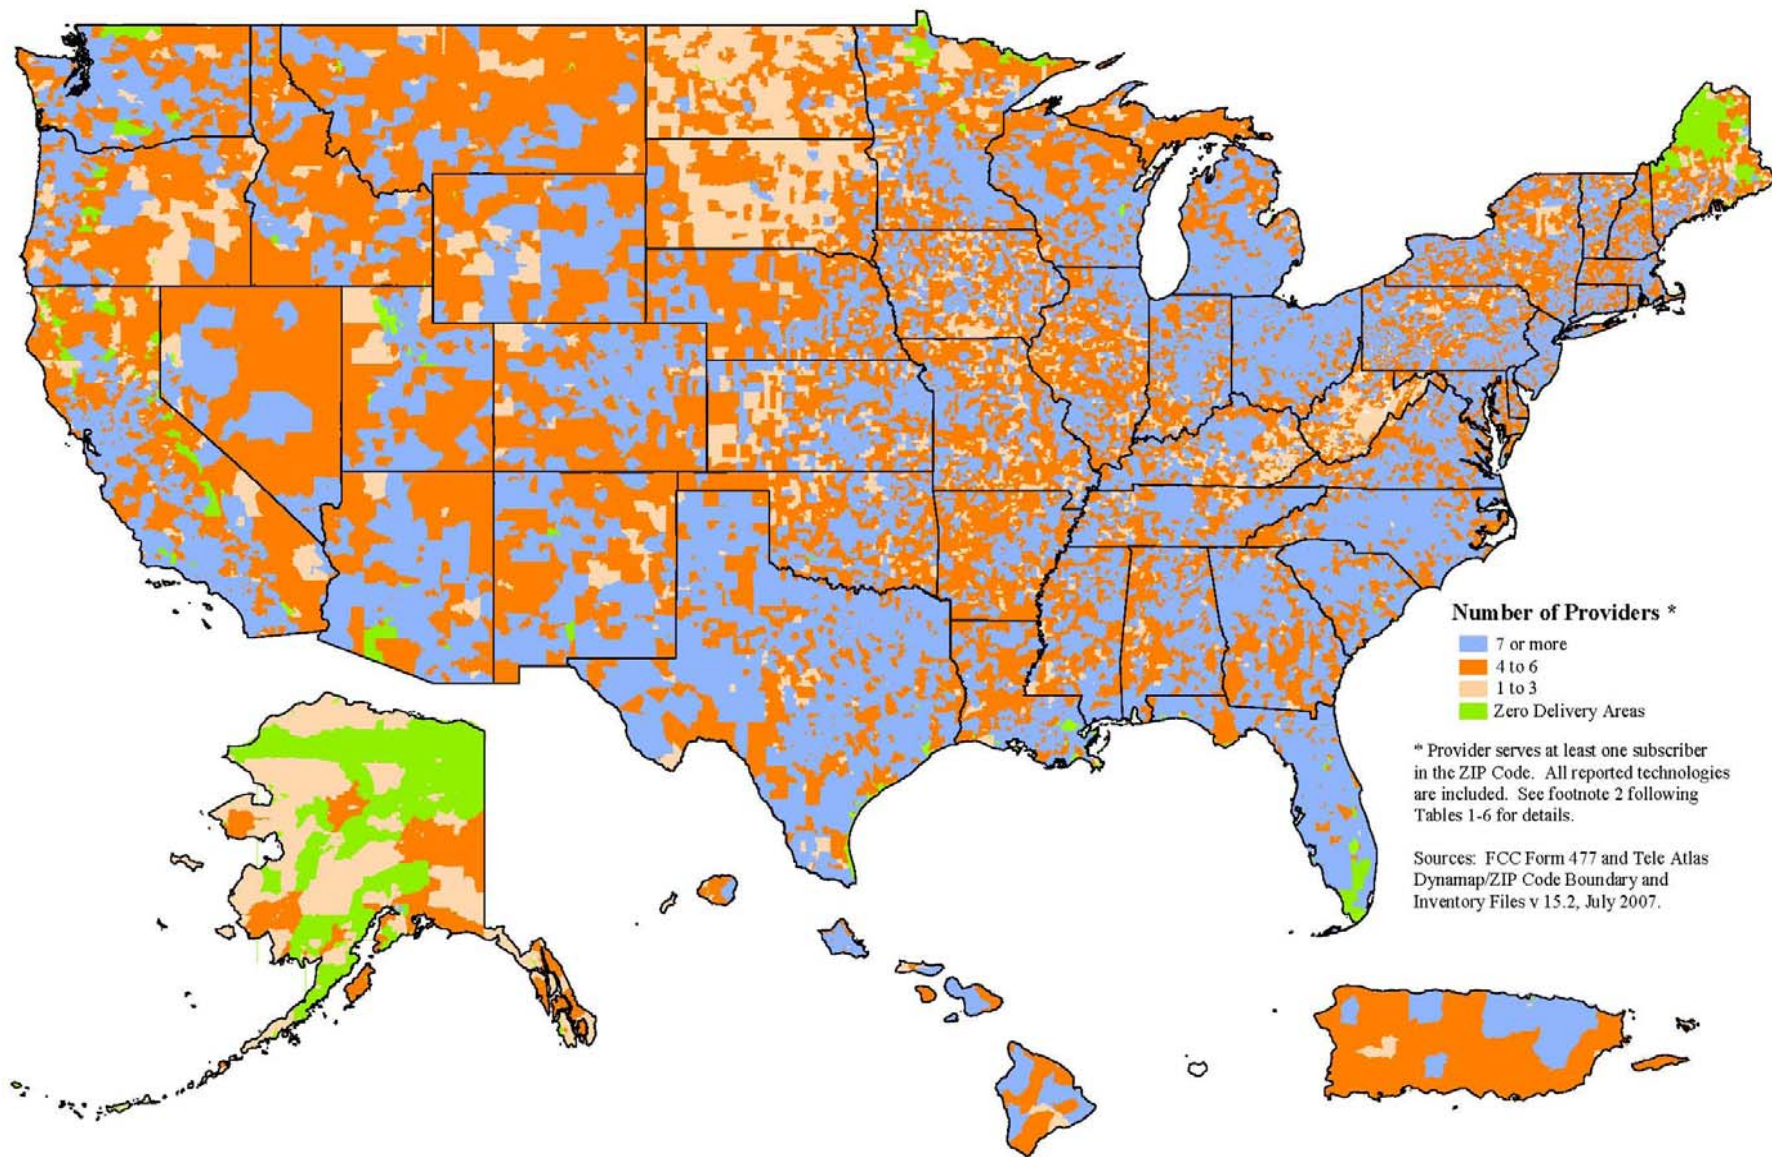 Number of Providers *
7 or more
4 to 6
1 to 3
Zero Delivery Areas
* Provider serves at least one subscriber
in the ZIP Code. All reported technologies
are included. See footnote 2 following
Tables 1-6 for details.
Sources: FCC Form 477 and Tele Atlas
Dynamap/ZIP Code Boundary and
Inventory Files v 15.2, July 2007.